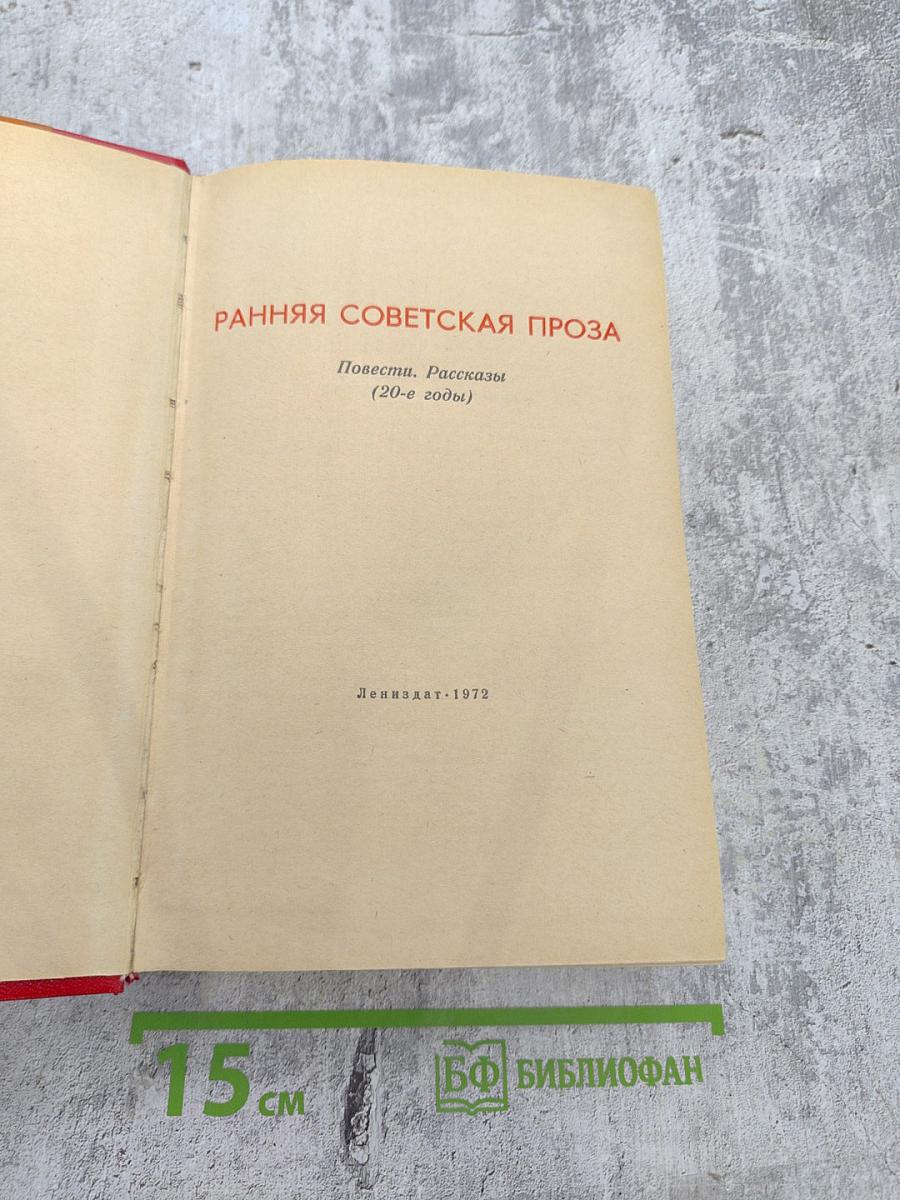 РАННЯЯ СОВЕТСКАЯ ПРОЗА
Повести. Рассказы
(20-е годы)
Лениздат·1972
15 см
БФ БИБЛИОФАН